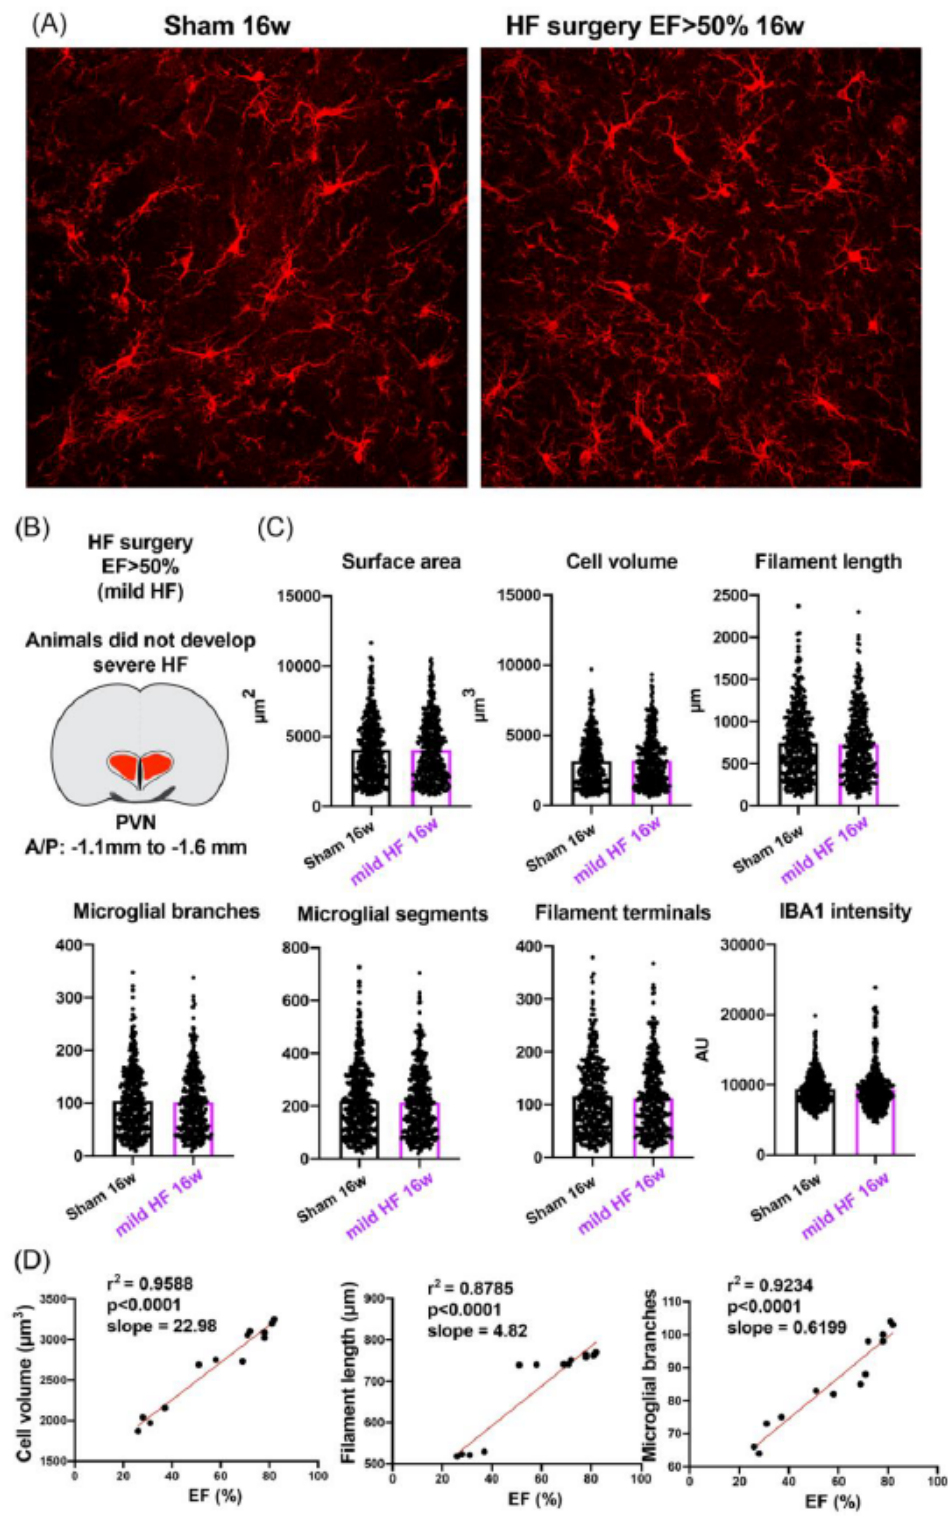 (A)
Sham 16w
HF surgery EF>50% 16w
(B)
HF surgery
EF>50%
(mild HF)
Animals did not develop
severe HF
PVN
A/P: -1.1mm to -1.6 mm
(C)
Surface area
15000
10000
5000
0
µm2
Sham 16w
mild HF 16w
Cell volume
15000
10000
5000
0
µm3
Sham 16w
mild HF 16w
Filament length
2500
2000
1500
1000
500
0
µm
Sham 16w
mild HF 16w
Microglial branches
400
300
200
100
0
Sham 16w
mild HF 16w
Microglial segments
800
600
400
200
0
Sham 16w
mild HF 16w
Filament terminals
400
300
200
100
0
Sham 16w
mild HF 16w
IBA1 intensity
30000
20000
10000
0
AU
Sham 16w
mild HF 16w
(D)
r2 = 0.9588
p<0.0001
slope = 22.98
Cell volume (µm3)
3500
3000
2500
2000
1500
0 20 40 60 80 100
EF (%)
r2 = 0.8785
p<0.0001
slope = 4.82
Filament length (µm)
900
800
700
600
500
0 20 40 60 80 100
EF (%)
r2 = 0.9234
p<0.0001
slope = 0.6199
Microglial branches
110
100
90
80
70
60
0 20 40 60 80 100
EF (%)